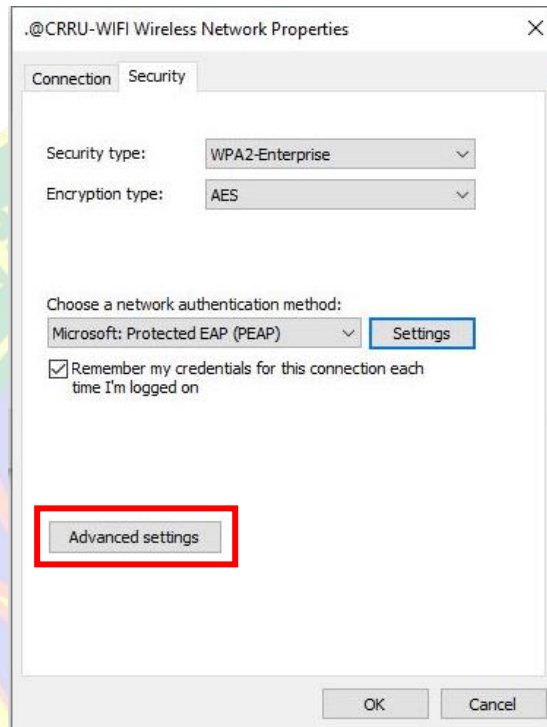 .@CRRU-WIFI Wireless Network Properties
Connection
Security
Security type:
WPA2-Enterprise
Encryption type:
AES
Choose a network authentication method:
Microsoft: Protected EAP (PEAP)
Settings
Remember my credentials for this connection each
time I'm logged on
Advanced settings
OK
Cancel